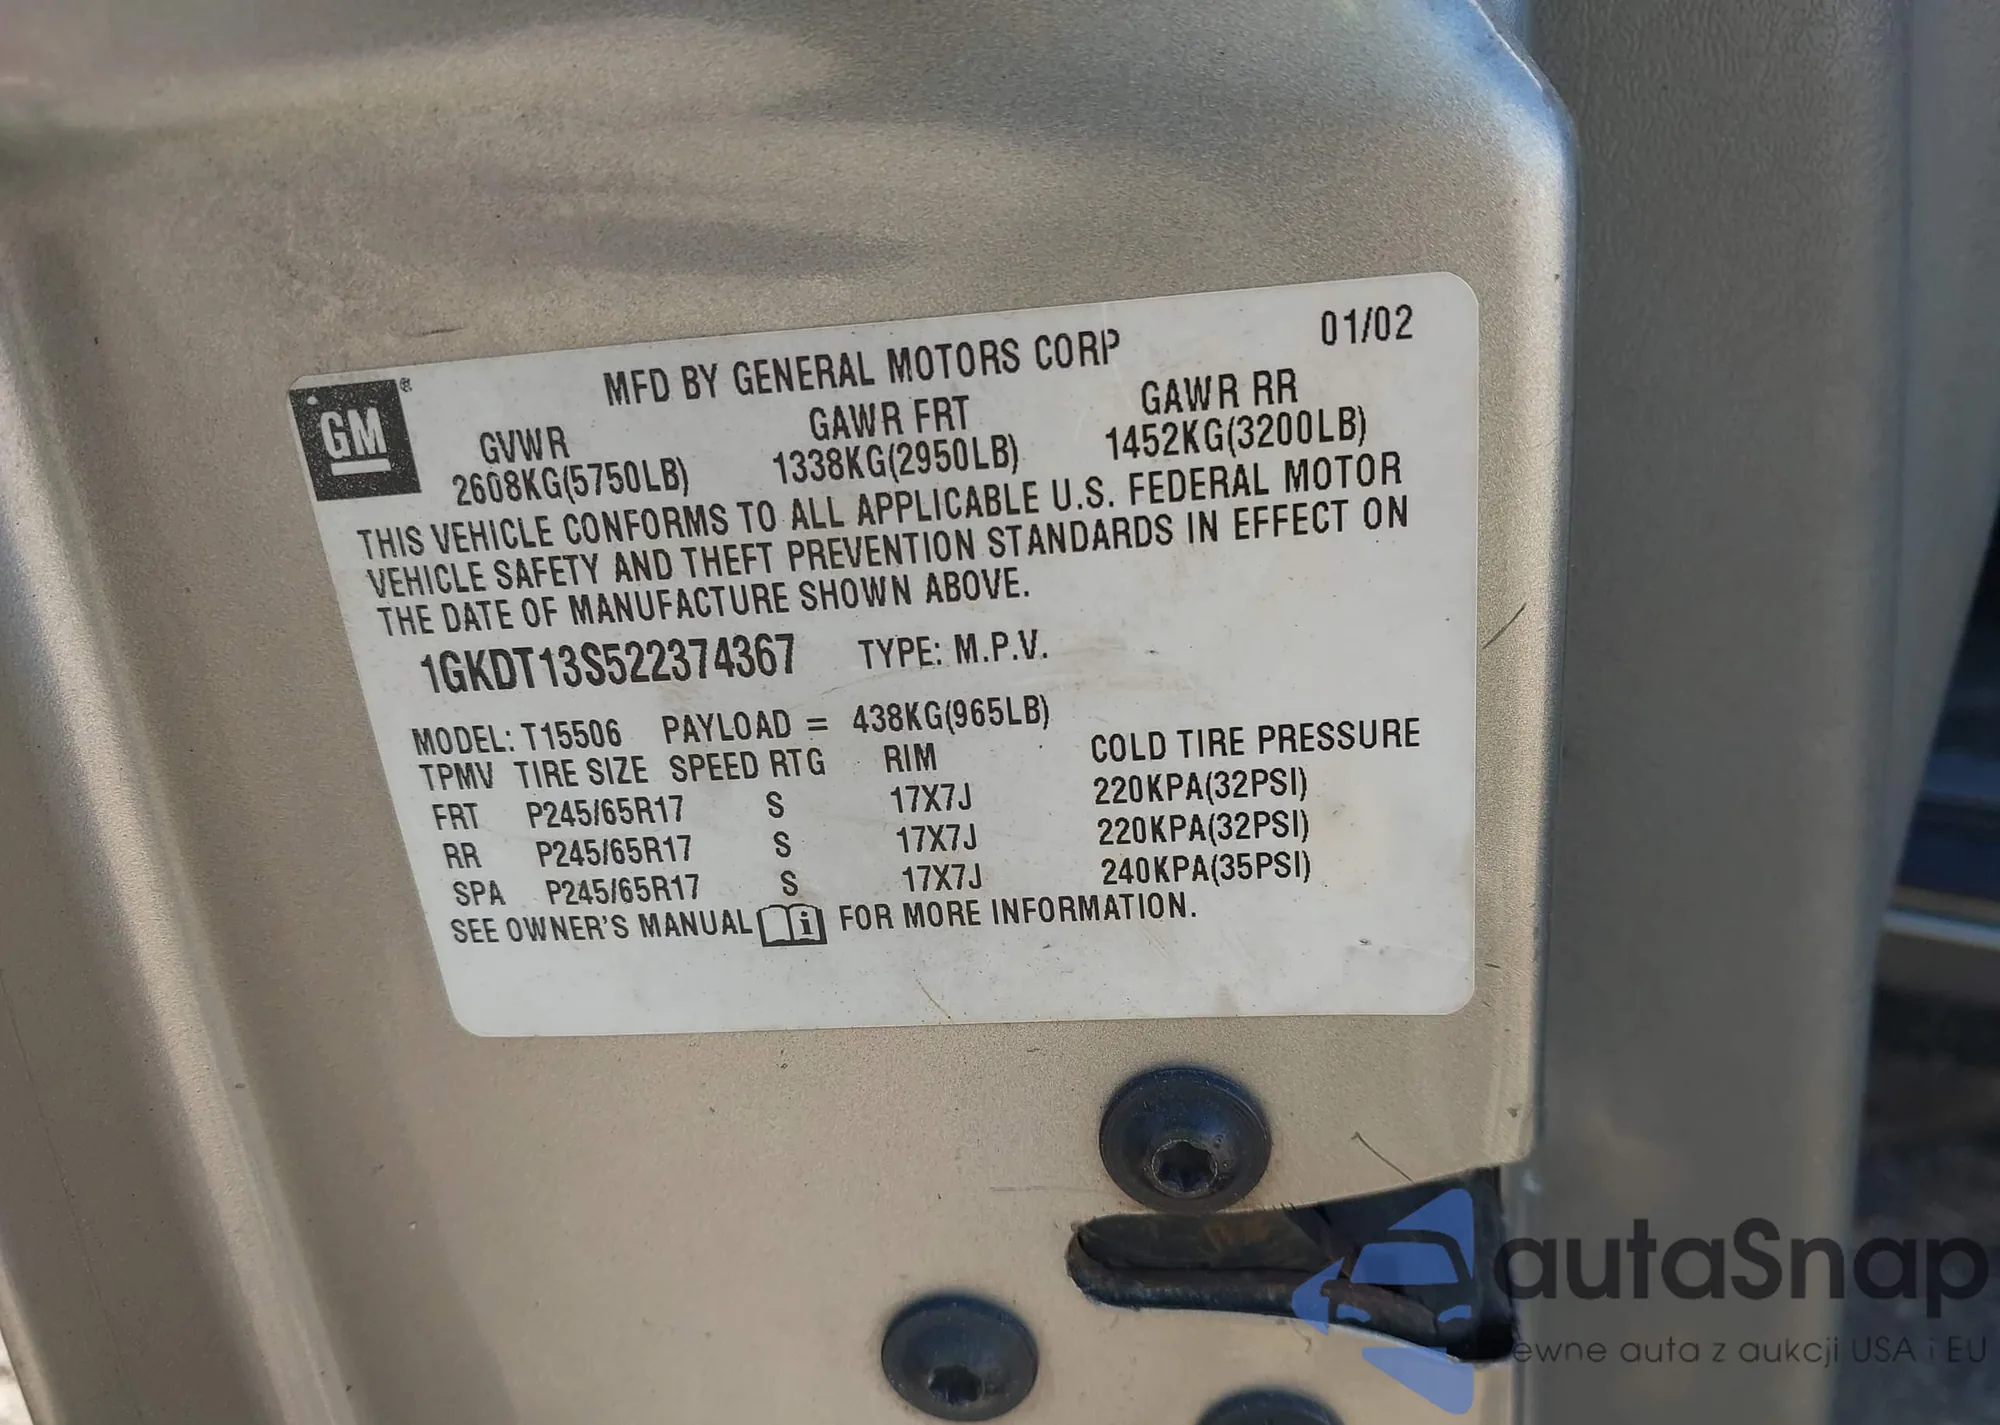 GM®
MFD BY GENERAL MOTORS CORP 01/02
GVWR GAWR FRT GAWR RR
2608KG(5750LB) 1338KG(2950LB) 1452KG(3200LB)
THIS VEHICLE CONFORMS TO ALL APPLICABLE U.S. FEDERAL MOTOR
VEHICLE SAFETY AND THEFT PREVENTION STANDARDS IN EFFECT ON
THE DATE OF MANUFACTURE SHOWN ABOVE.
1GKDT13S522374367 TYPE: M.P.V.
MODEL: T15506 PAYLOAD = 438KG(965LB)
TPMV TIRE SIZE SPEED RTG RIM COLD TIRE PRESSURE
FRT P245/65R17 S 17X7J 220KPA(32PSI)
RR P245/65R17 S 17X7J 220KPA(32PSI)
SPA P245/65R17 S 17X7J 240KPA(35PSI)
SEE OWNER'S MANUAL i FOR MORE INFORMATION.
autaSnap
ewne auta z aukcji USA i EU